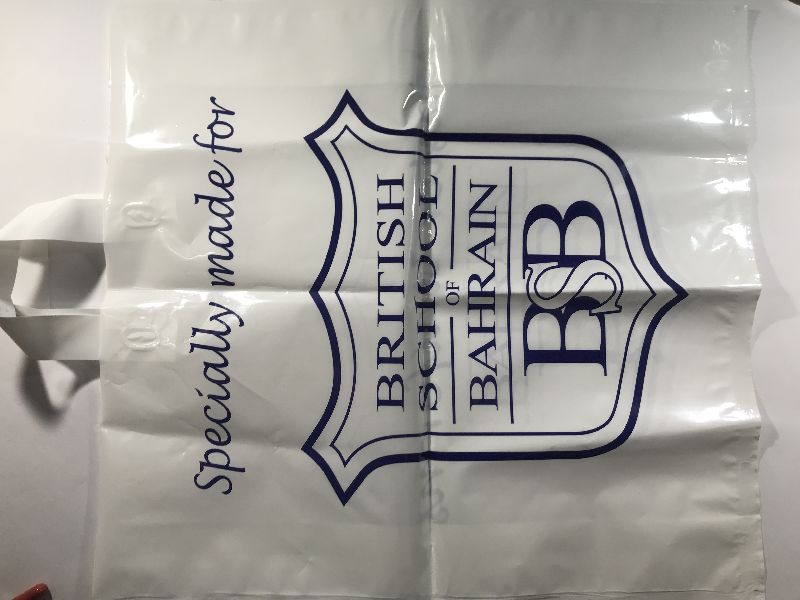 Specially made for
BRITISH
SCHOOL
OF
BAHRAIN
BSB